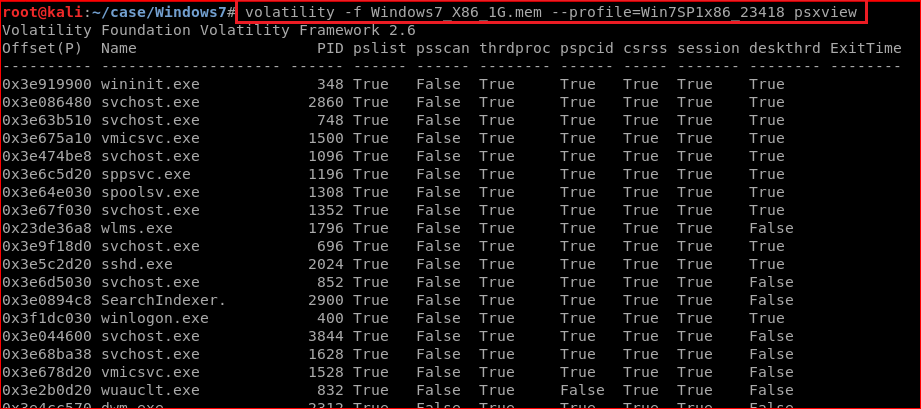 root@kali:~/case/Windows7# volatility -f Windows7_X86_1G.mem --profile=Win7SP1x86_23418 psxview
Volatility Foundation Volatility Framework 2.6
Offset(P)  Name                    PID pslist psscan thrdproc pspcid csrss session deskthrd ExitTime
---------- -------------------- ------ ------ ------ -------- ------ ----- ------- -------- --------
0x3e919900 wininit.exe             348 True   False  True     True   True  True    True
0x3e086480 svchost.exe            2860 True   False  True     True   True  True    True
0x3e63b510 svchost.exe             748 True   False  True     True   True  True    True
0x3e675a10 vmicsvc.exe            1500 True   False  True     True   True  True    True
0x3e474be8 svchost.exe            1096 True   False  True     True   True  True    True
0x3e6c5d20 sppsvc.exe             1196 True   False  True     True   True  True    True
0x3e64e030 spoolsv.exe            1308 True   False  True     True   True  True    True
0x3e67f030 svchost.exe            1352 True   False  True     True   True  True    True
0x23de36a8 wlms.exe               1796 True   False  True     True   True  True    False
0x3e9f18d0 svchost.exe             696 True   False  True     True   True  True    True
0x3e5c2d20 sshd.exe               2024 True   False  True     True   True  True    True
0x3e6d5030 svchost.exe             852 True   False  True     True   True  True    False
0x3e0894c8 SearchIndexer.         2900 True   False  True     True   True  True    False
0x3f1dc030 winlogon.exe            400 True   False  True     True   True  True    True
0x3e044600 svchost.exe            3844 True   False  True     True   True  True    False
0x3e68ba38 svchost.exe            1628 True   False  True     True   True  True    False
0x3e678d20 vmicsvc.exe            1528 True   False  True     True   True  True    False
0x3e2b0d20 wuauclt.exe             832 True   False  True     False  True  True    False
0x3e4cc570 dwm.exe                2312 True   False  True     True   True  True    False